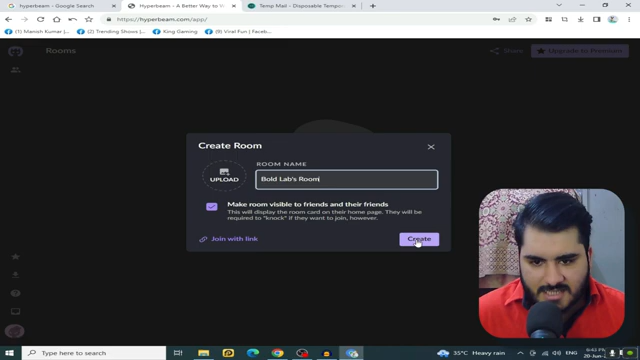 hyperbeam - Google Search
Hyperbeam - A Better Way to V
Temp Mail - Disposable Tempo
https://hyperbeam.com/app/
Manish Kumar |
(2) Trending Shows |
King Gaming
(9) Viral Fun | Faceb
Rooms
Share
Upgrade to Premium
Create Room
ROOM NAME
UPLOAD
Bold Lab's Room
Make room visible to friends and their friends
This will display the room card on their home page. They will be
required to "knock" if they want to join, however.
Join with link
Create
Type here to search
35°C Heavy rain
ENG
6:43 PM
20-Jun-